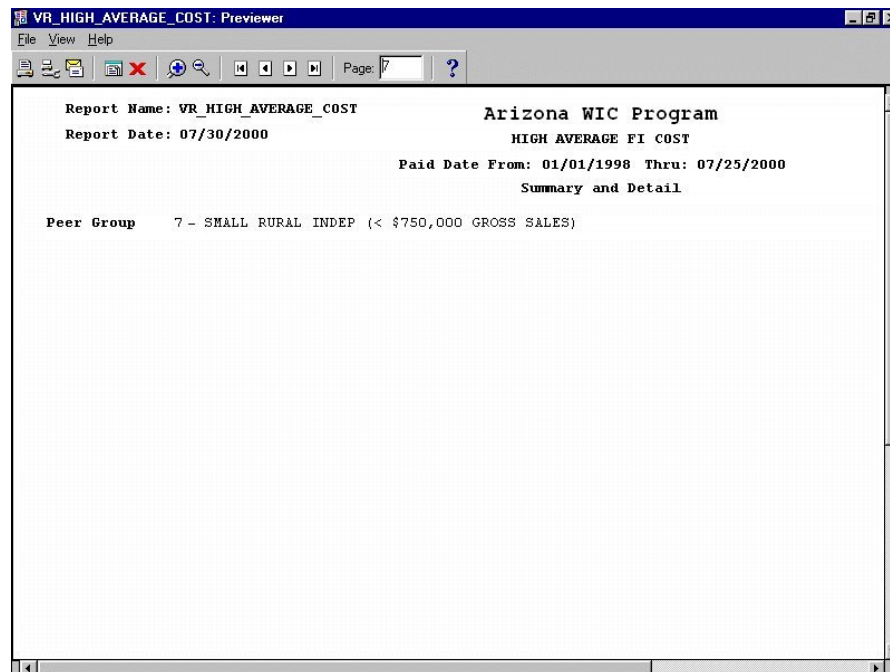 VR_HIGH_AVERAGE_COST: Previewer
File View Help
Page: 7
?
Report Name: VR_HIGH_AVERAGE_COST
Arizona WIC Program
Report Date: 07/30/2000
HIGH AVERAGE FI COST
Paid Date From: 01/01/1998 Thru: 07/25/2000
Summary and Detail
Peer Group 7 - SMALL RURAL INDEP (< $750,000 GROSS SALES)